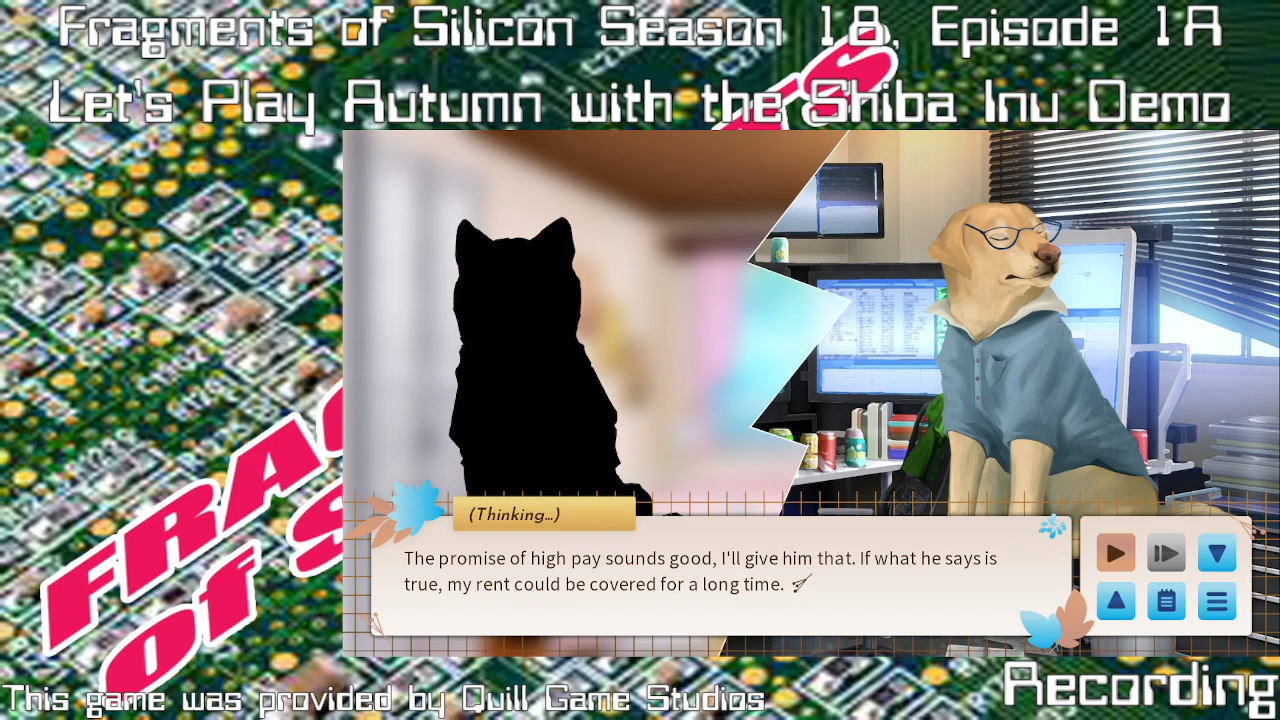 Fragments of Silicon Season 18, Episode 1A
Let's Play Autumn with the Shiba Inu Demo
(Thinking...)
The promise of high pay sounds good, I'll give him that. If what he says is
true, my rent could be covered for a long time.
This game was provided by Quill Game Studios
Recording